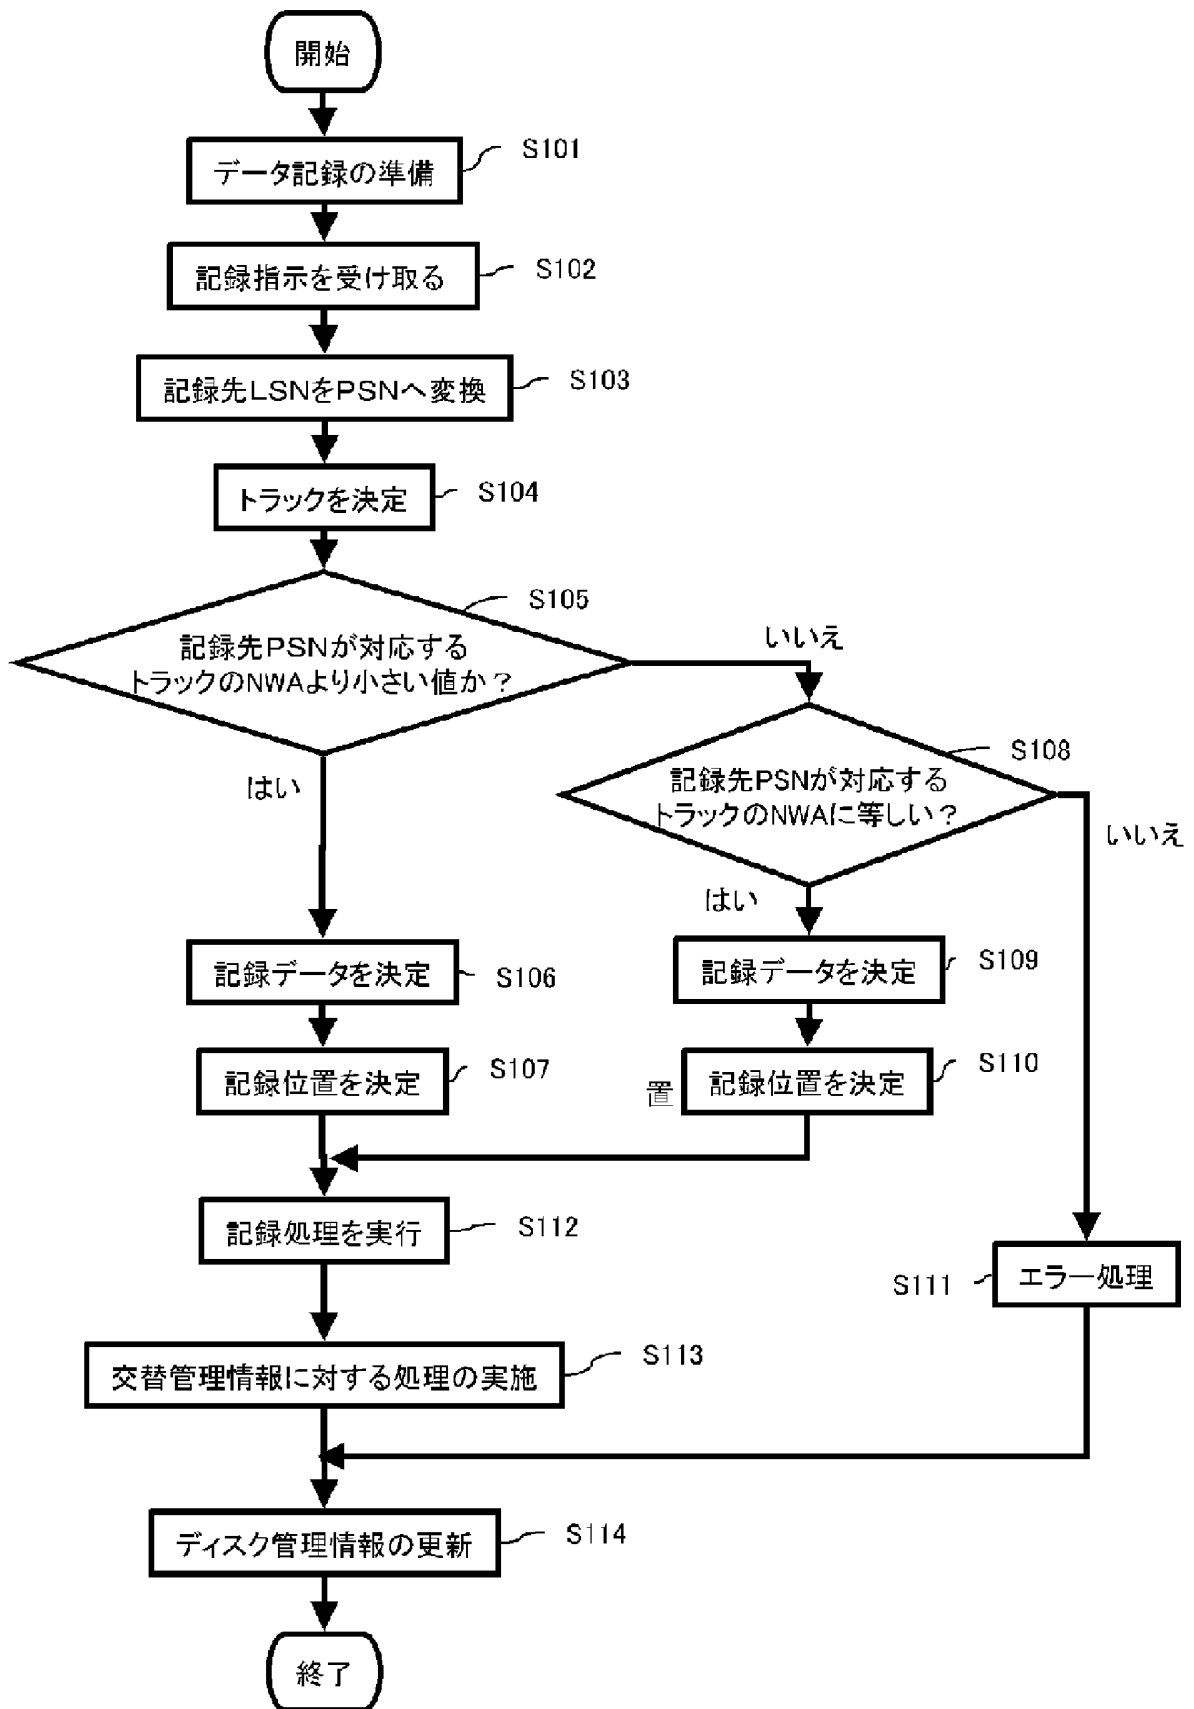 開始
データ記録の準備
S101
記録指示を受け取る
S102
記録先LSNをPSNへ変換
S103
トラックを決定
S104
S105
記録先PSNが対応する
トラックのNWAより小さい値か？
いいえ
はい
S108
記録先PSNが対応する
トラックのNWAに等しい？
いいえ
はい
記録データを決定
S106
記録データを決定
S109
記録位置を決定
S107
置
記録位置を決定
S110
記録処理を実行
S112
S111
エラー処理
交替管理情報に対する処理の実施
S113
ディスク管理情報の更新
S114
終了